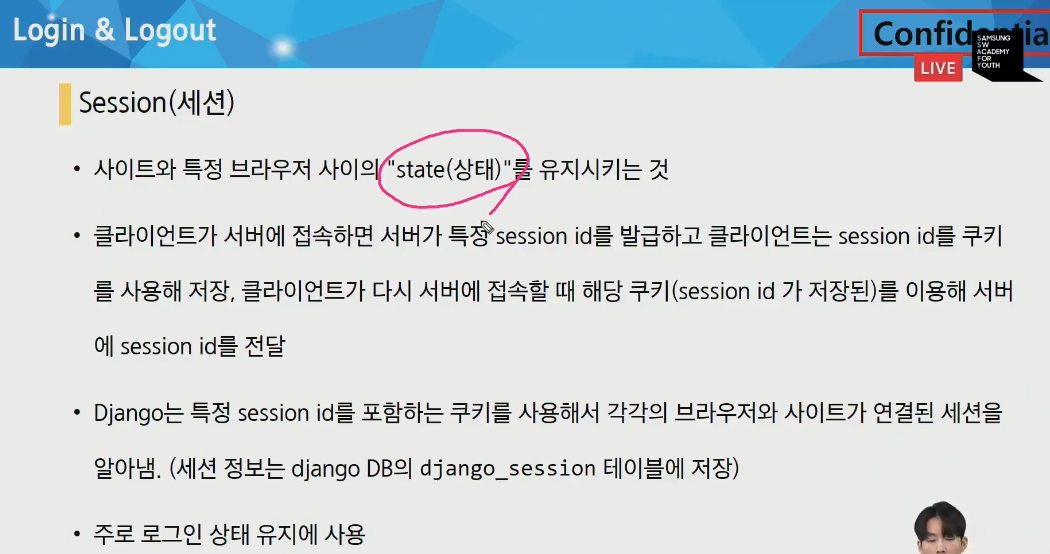 Login & Logout
SAMSUNG
SW
ACADEMY
FOR
YOUTH
LIVE
Session(세션)
• 사이트와 특정 브라우저 사이의 "state(상태)"를 유지시키는 것
• 클라이언트가 서버에 접속하면 서버가 특정 session id를 발급하고 클라이언트는 session id를 쿠키
를 사용해 저장, 클라이언트가 다시 서버에 접속할 때 해당 쿠키(session id 가 저장된)를 이용해 서버
에 session id를 전달
• Django는 특정 session id를 포함하는 쿠키를 사용해서 각각의 브라우저와 사이트가 연결된 세션을
알아냄. (세션 정보는 django DB의 django_session 테이블에 저장)
• 주로 로그인 상태 유지에 사용